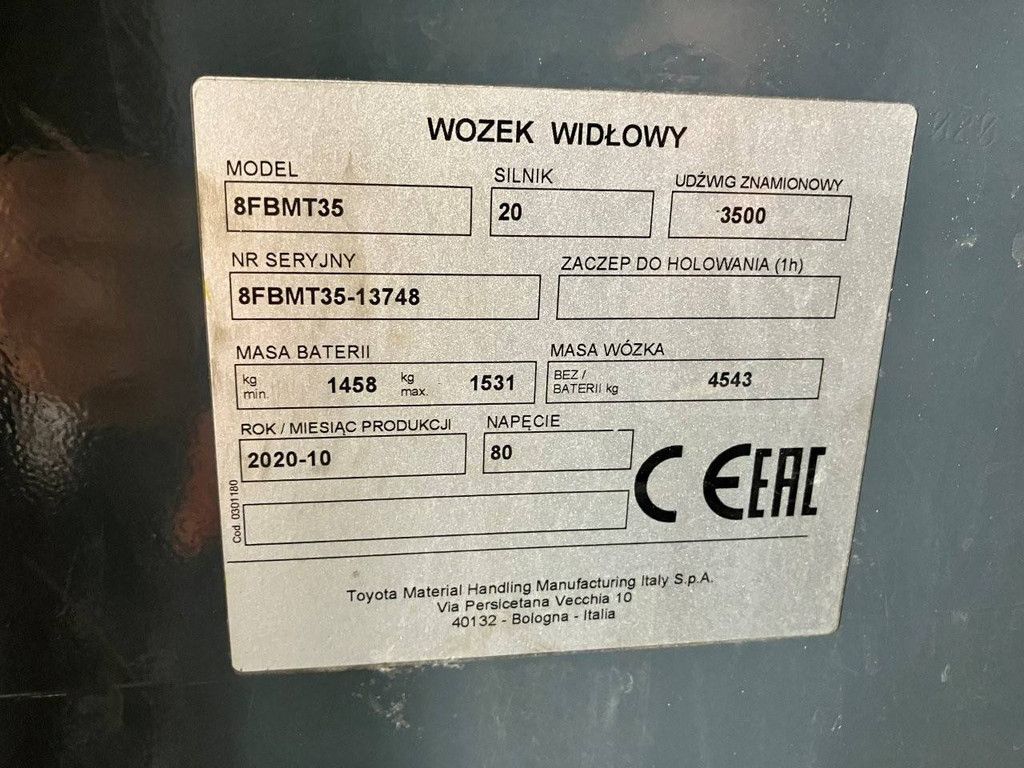 WOZEK WIDŁOWY
MODEL SILNIK UDŹWIG ZNAMIONOWY
8FBMT35 20 3500
NR SERYJNY ZACZEP DO HOLOWANIA (1h)
8FBMT35-13748
MASA BATERII MASA WÓZKA
kg min. 1458 kg max. 1531 BEZ / BATERII kg 4543
ROK / MIESIĄC PRODUKCJI NAPĘCIE
2020-10 80
CE EAC
Cod. 0301180
Toyota Material Handling Manufacturing Italy S.p.A.
Via Persicetana Vecchia 10
40132 - Bologna - Italia